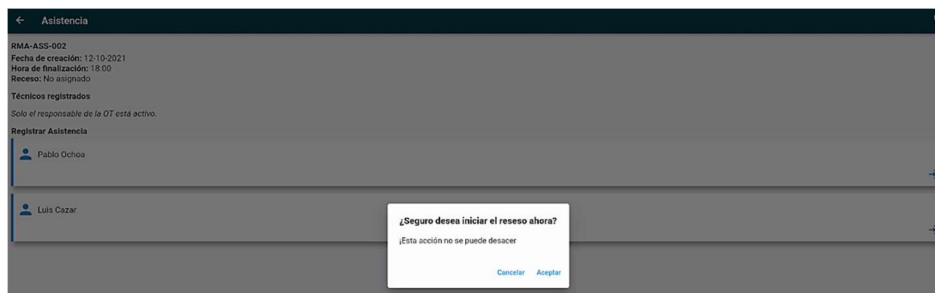 Asistencia
RMA-ASS-002
Fecha de creación: 12-10-2021
Hora de finalización: 18:00
Receso: No asignado
Técnicos registrados
Solo el responsable de la OT está activo.
Registrar Asistencia
Pablo Ochoa
Luis Cazar
¿Seguro desea iniciar el reseso ahora?
¡Esta acción no se puede desacer
Cancelar Aceptar